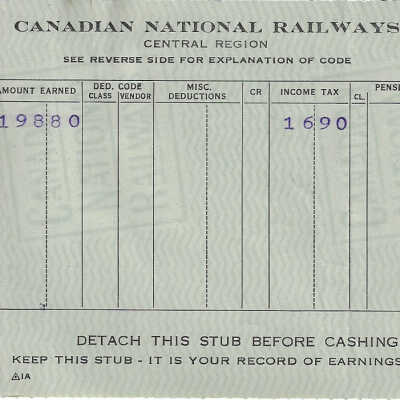 CANADIAN NATIONAL RAILWAYS
CENTRAL REGION
SEE REVERSE SIDE FOR EXPLANATION OF CODE
AMOUNT EARNED DED. CODE CLASS VENDOR MISC. DEDUCTIONS CR INCOME TAX CL. PENS
19880 1690
DETACH THIS STUB BEFORE CASHING
KEEP THIS STUB - IT IS YOUR RECORD OF EARNINGS
1A